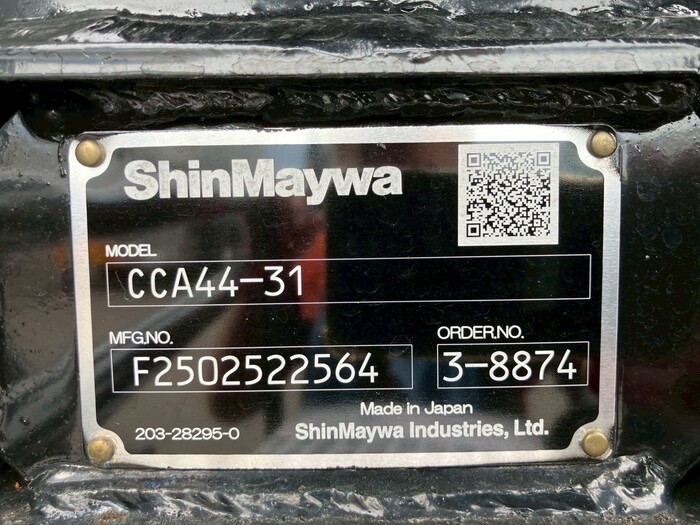 ShinMaywa
MODEL
CCA44-31
MFG.NO.
ORDER.NO.
F2502522564
3-8874
Made in Japan
203-28295-0
ShinMaywa Industries, Ltd.